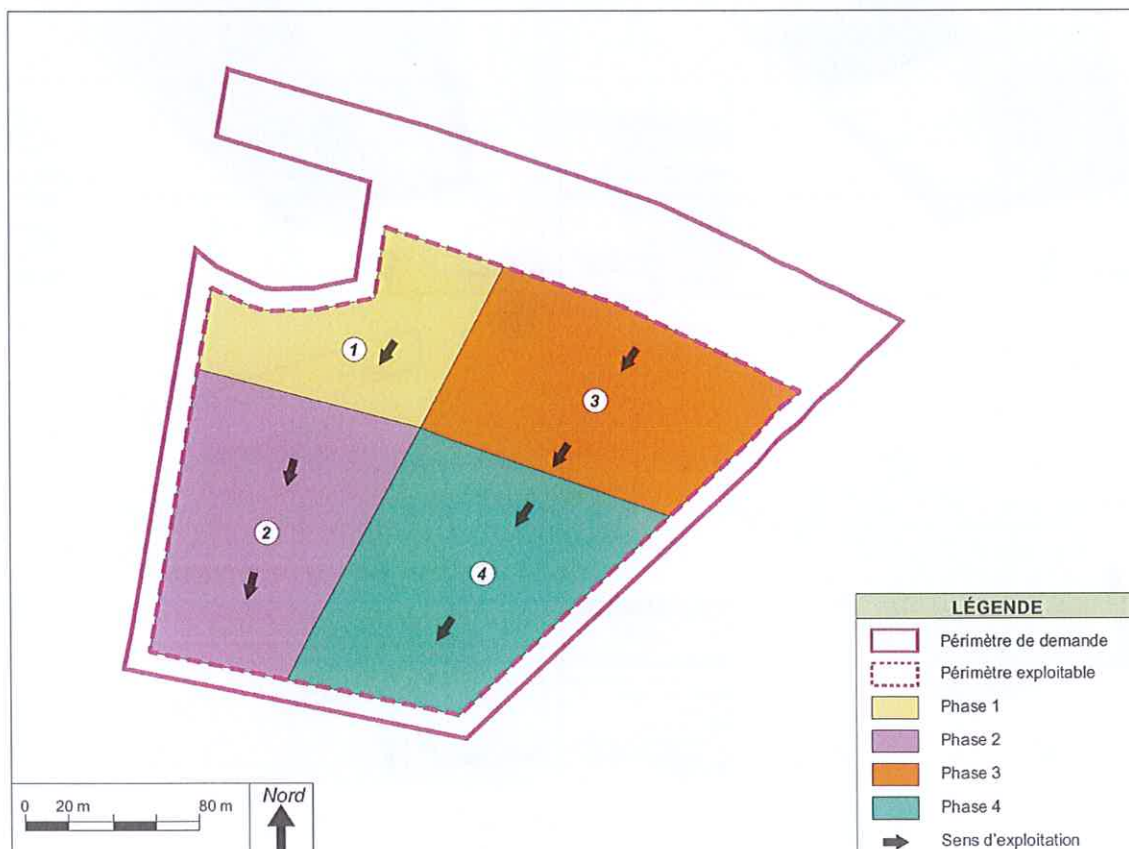 1
3
2
4
LÉGENDE
Périmètre de demande
Périmètre exploitable
Phase 1
Phase 2
Phase 3
Phase 4
Sens d'exploitation
0 20 m 80 m
Nord